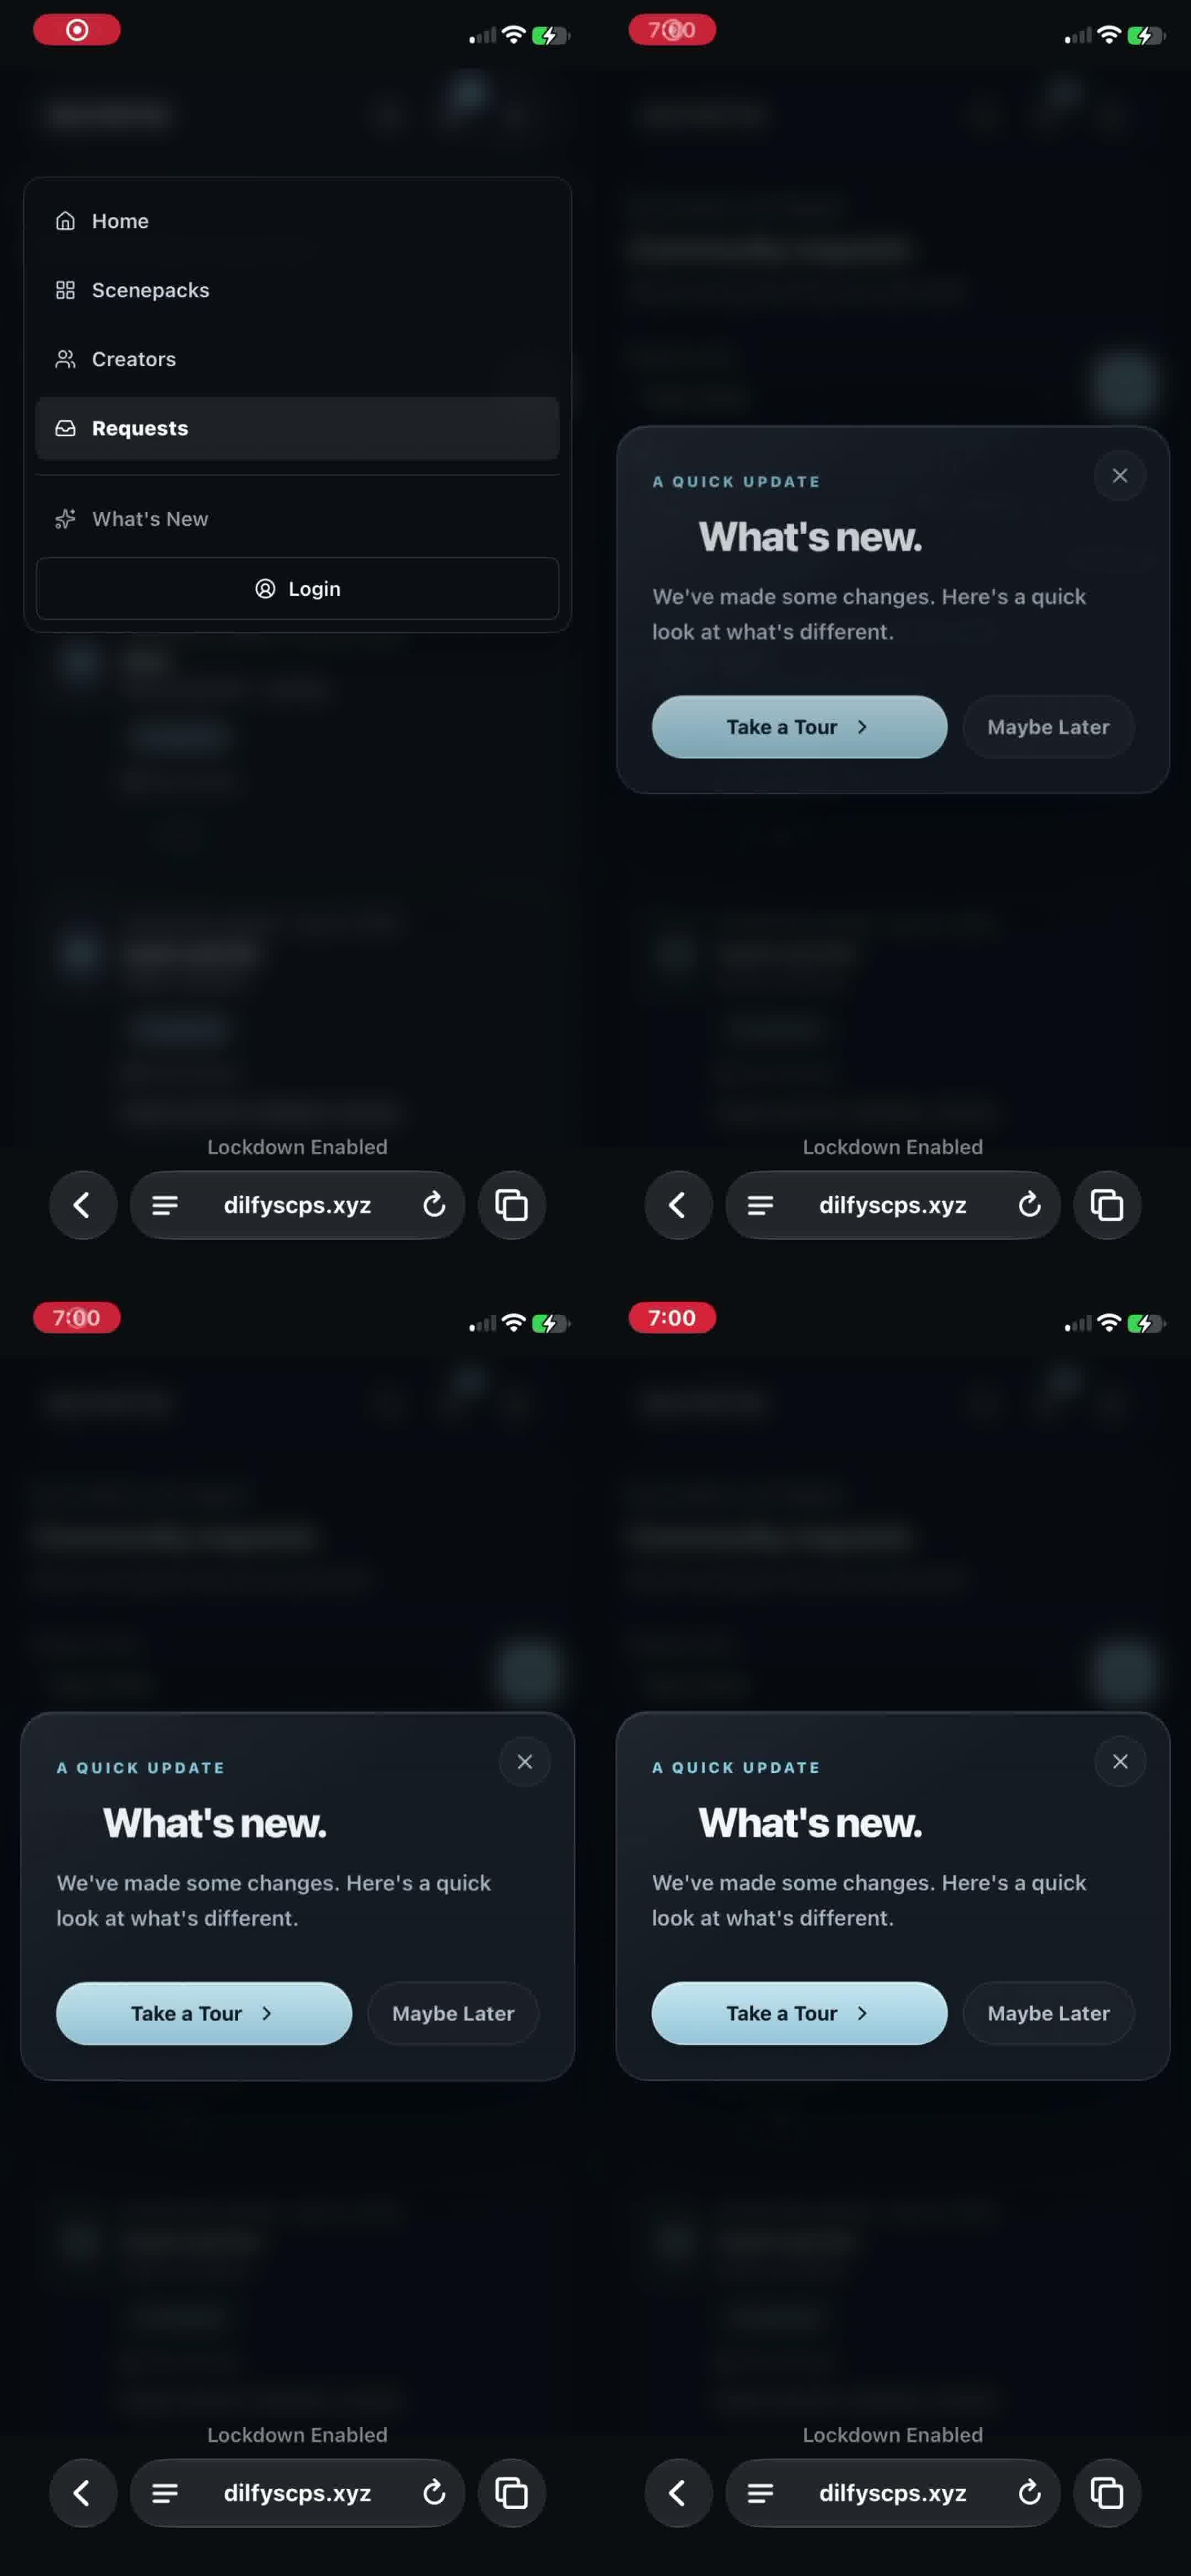 Home
Scenepacks
Creators
Requests
What's New
Login
Lockdown Enabled
dilfyscps.xyz
7:00
A QUICK UPDATE
What's new.
We've made some changes. Here's a quick
look at what's different.
Take a Tour
Maybe Later
Lockdown Enabled
dilfyscps.xyz
7:00
A QUICK UPDATE
What's new.
We've made some changes. Here's a quick
look at what's different.
Take a Tour
Maybe Later
Lockdown Enabled
dilfyscps.xyz
7:00
A QUICK UPDATE
What's new.
We've made some changes. Here's a quick
look at what's different.
Take a Tour
Maybe Later
Lockdown Enabled
dilfyscps.xyz